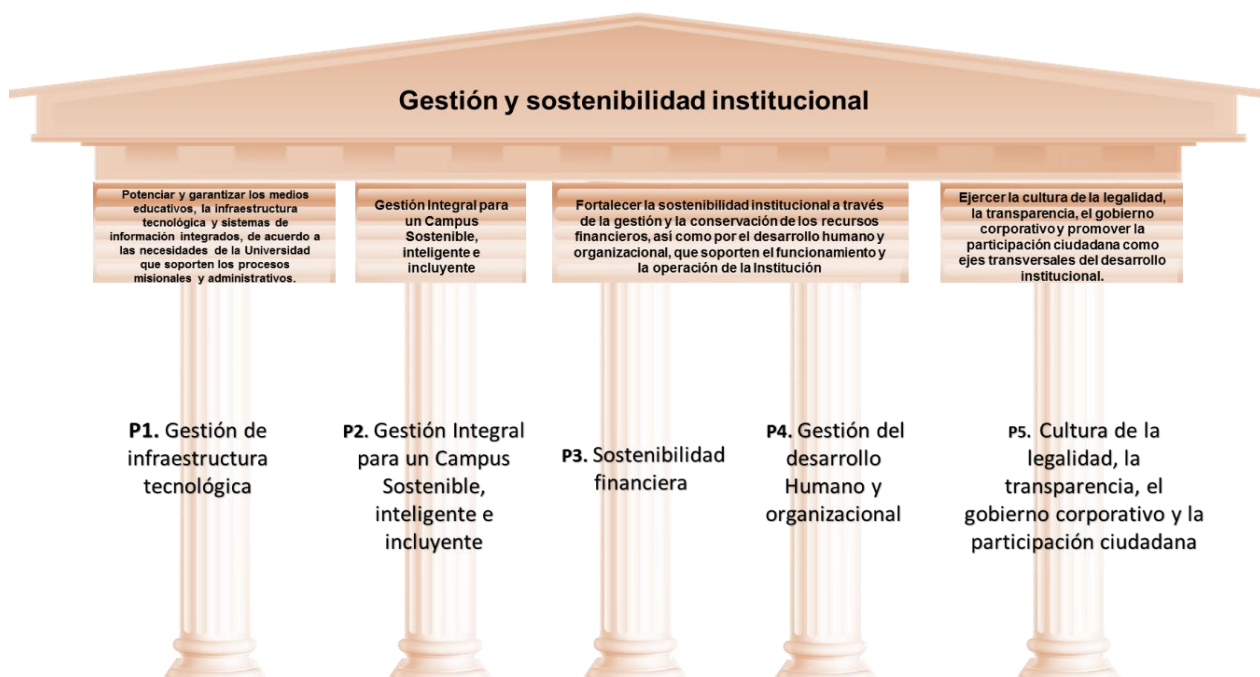 Gestión y sostenibilidad institucional
Potenciar y garantizar los medios
educativos, la infraestructura
tecnológica y sistemas de
información integrados, de acuerdo a
las necesidades de la Universidad
que soporten los procesos
misionales y administrativos.
Gestión Integral para
un Campus
Sostenible,
inteligente e
incluyente
Fortalecer la sostenibilidad institucional a través
de la gestión y la conservación de los recursos
financieros, así como por el desarrollo humano y
organizacional, que soporten el funcionamiento y
la operación de la Institución
Ejercer la cultura de la legalidad,
la transparencia, el gobierno
corporativo y promover la
participación ciudadana como
ejes transversales del desarrollo
institucional.
P1. Gestión de
infraestructura
tecnológica
P2. Gestión Integral
para un Campus
Sostenible,
inteligente e
incluyente
P3. Sostenibilidad
financiera
P4. Gestión del
desarrollo
Humano y
organizacional
P5. Cultura de la
legalidad, la
transparencia, el
gobierno corporativo y la
participación ciudadana